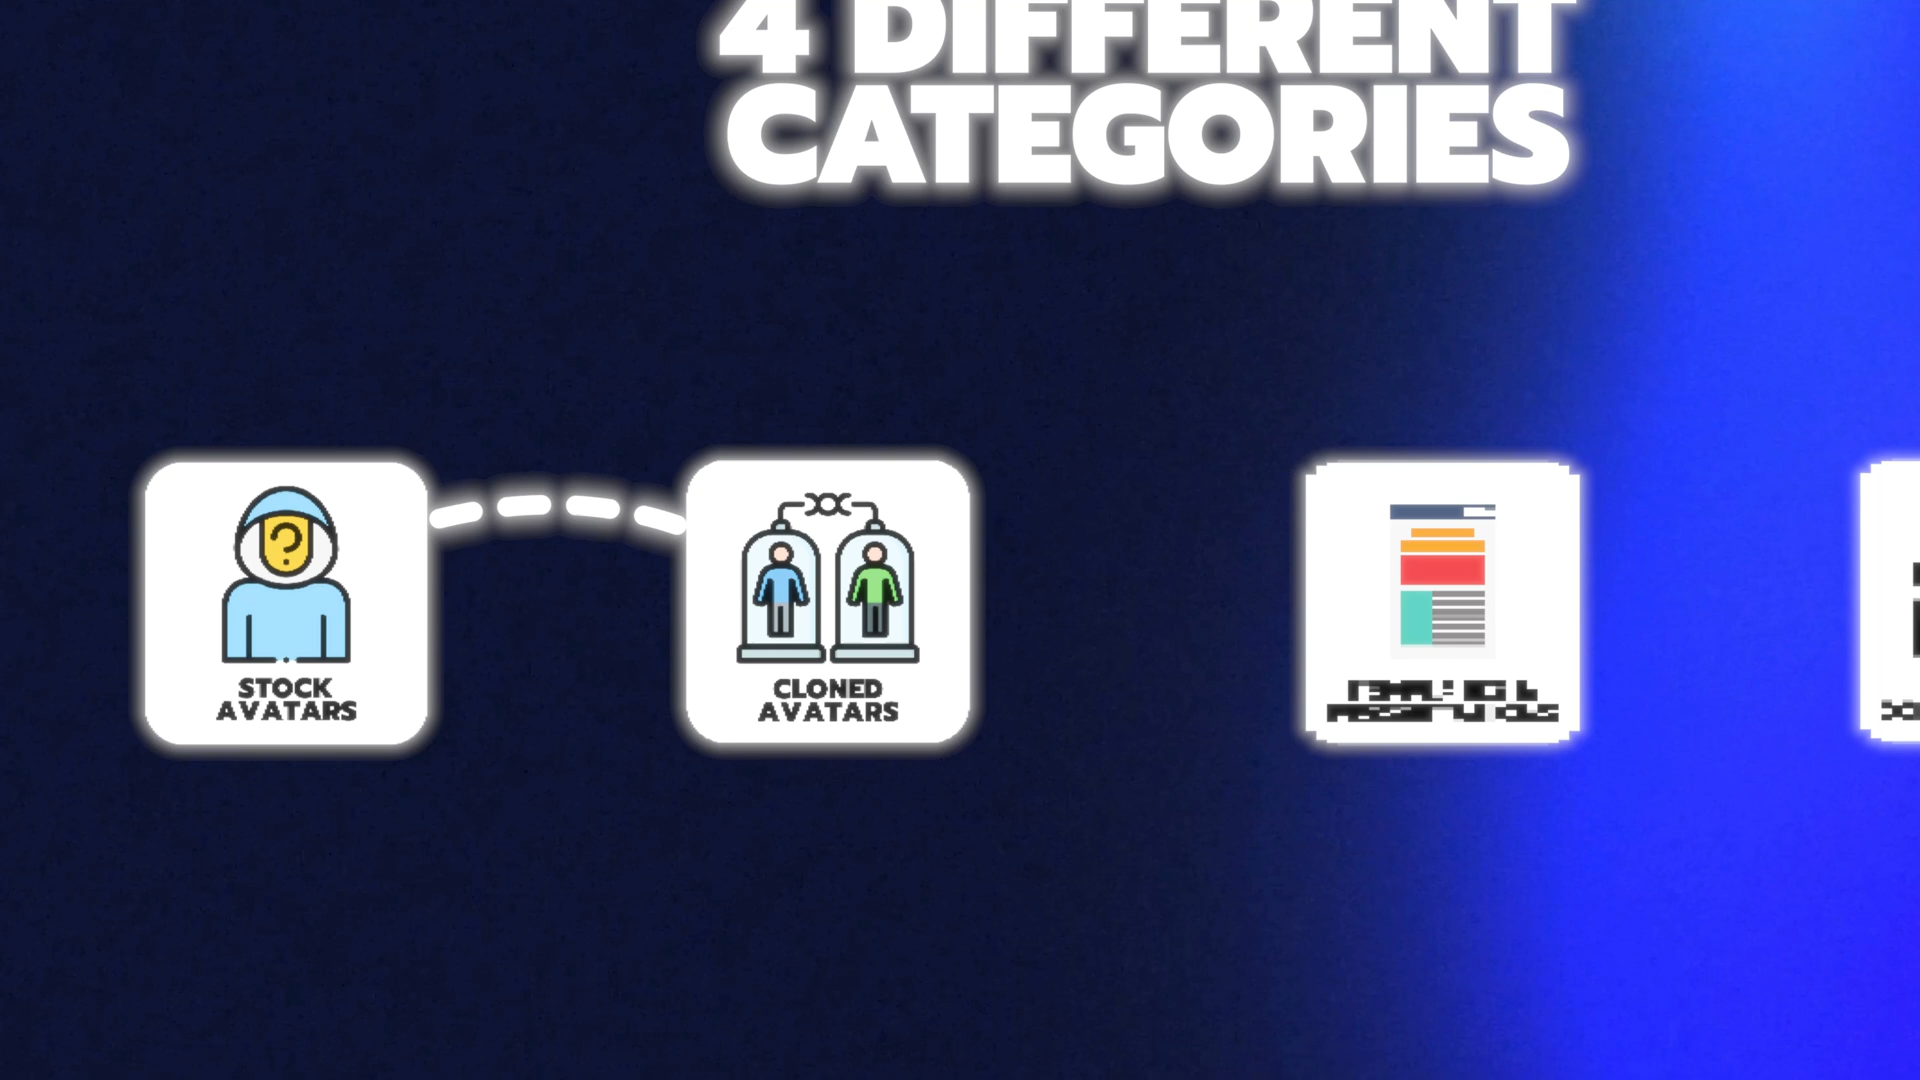 4 DIFFERENT
CATEGORIES
STOCK
AVATARS
CLONED
AVATARS